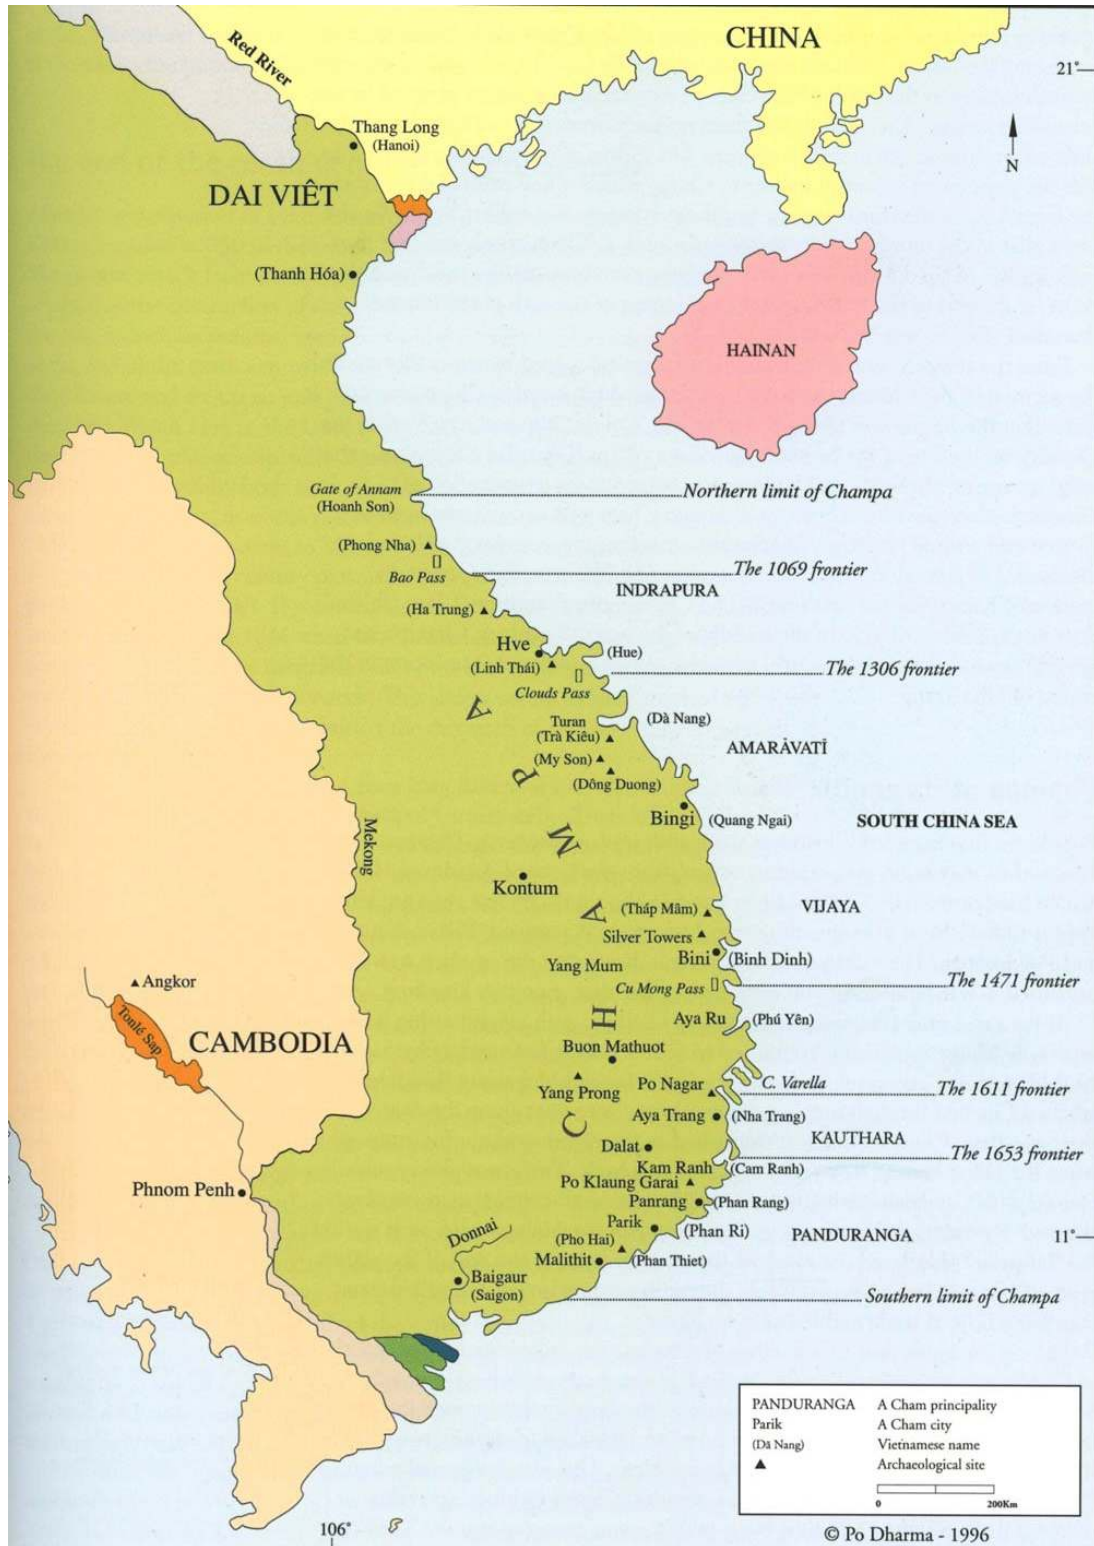 CHINA
Red River
21°
Thang Long
(Hanoi)
N
DAI VIÊT
(Thanh Hóa)
HAINAN
Gate of Annam
(Hoanh Son)
Northern limit of Champa
(Phong Nha)
Bao Pass
The 1069 frontier
INDRAPURA
(Ha Trung)
Hve
(Hue)
(Linh Thái)
The 1306 frontier
Clouds Pass
Turan
(Dà Nang)
(Trà Kiêu)
AMARÀVATÎ
(My Son)
(Dông Duong)
Bingi
(Quang Ngai)
SOUTH CHINA SEA
Mekong
Kontum
(Tháp Mâm)
VIJAYA
Silver Towers
Bini
(Binh Dinh)
Yang Mum
Angkor
Cu Mong Pass
The 1471 frontier
Tonlé Sap
Aya Ru
(Phú Yên)
CAMBODIA
CHAMPA
Buon Mathuot
Yang Prong
Po Nagar
C. Varella
The 1611 frontier
Aya Trang
(Nha Trang)
KAUTHARA
Dalat
The 1653 frontier
Kam Ranh
(Cam Ranh)
Phnom Penh
Po Klaung Garai
Panrang
(Phan Rang)
Parik
(Phan Ri)
PANDURANGA
11°
Donnai
(Pho Hai)
Malithit
(Phan Thiet)
Baigaur
(Saigon)
Southern limit of Champa
PANDURANGA A Cham principality
Parik A Cham city
(Dã Nang) Vietnamese name
Archaeological site
0 200Km
106°
© Po Dharma - 1996